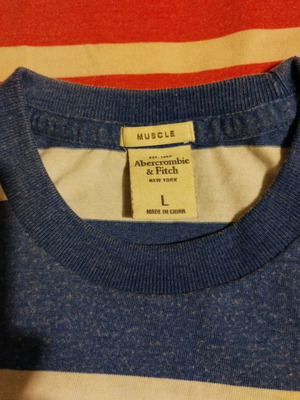 MUSCLE
EST. 1892
Abercrombie
& Fitch
NEW YORK
L
MADE IN CHINA